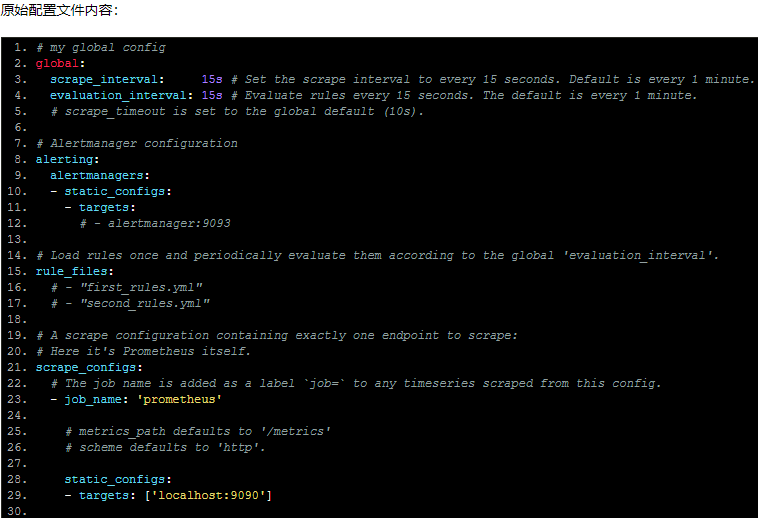 原始配置文件内容：
1. # my global config
2. global:
3.   scrape_interval:     15s # Set the scrape interval to every 15 seconds. Default is every 1 minute.
4.   evaluation_interval: 15s # Evaluate rules every 15 seconds. The default is every 1 minute.
5.   # scrape_timeout is set to the global default (10s).
6.
7. # Alertmanager configuration
8. alerting:
9.   alertmanagers:
10.   - static_configs:
11.     - targets:
12.       # - alertmanager:9093
13.
14. # Load rules once and periodically evaluate them according to the global 'evaluation_interval'.
15. rule_files:
16.   # - "first_rules.yml"
17.   # - "second_rules.yml"
18.
19. # A scrape configuration containing exactly one endpoint to scrape:
20. # Here it's Prometheus itself.
21. scrape_configs:
22.   # The job name is added as a label `job=` to any timeseries scraped from this config.
23.   - job_name: 'prometheus'
24.
25.     # metrics_path defaults to '/metrics'
26.     # scheme defaults to 'http'.
27.
28.     static_configs:
29.     - targets: ['localhost:9090']
30.